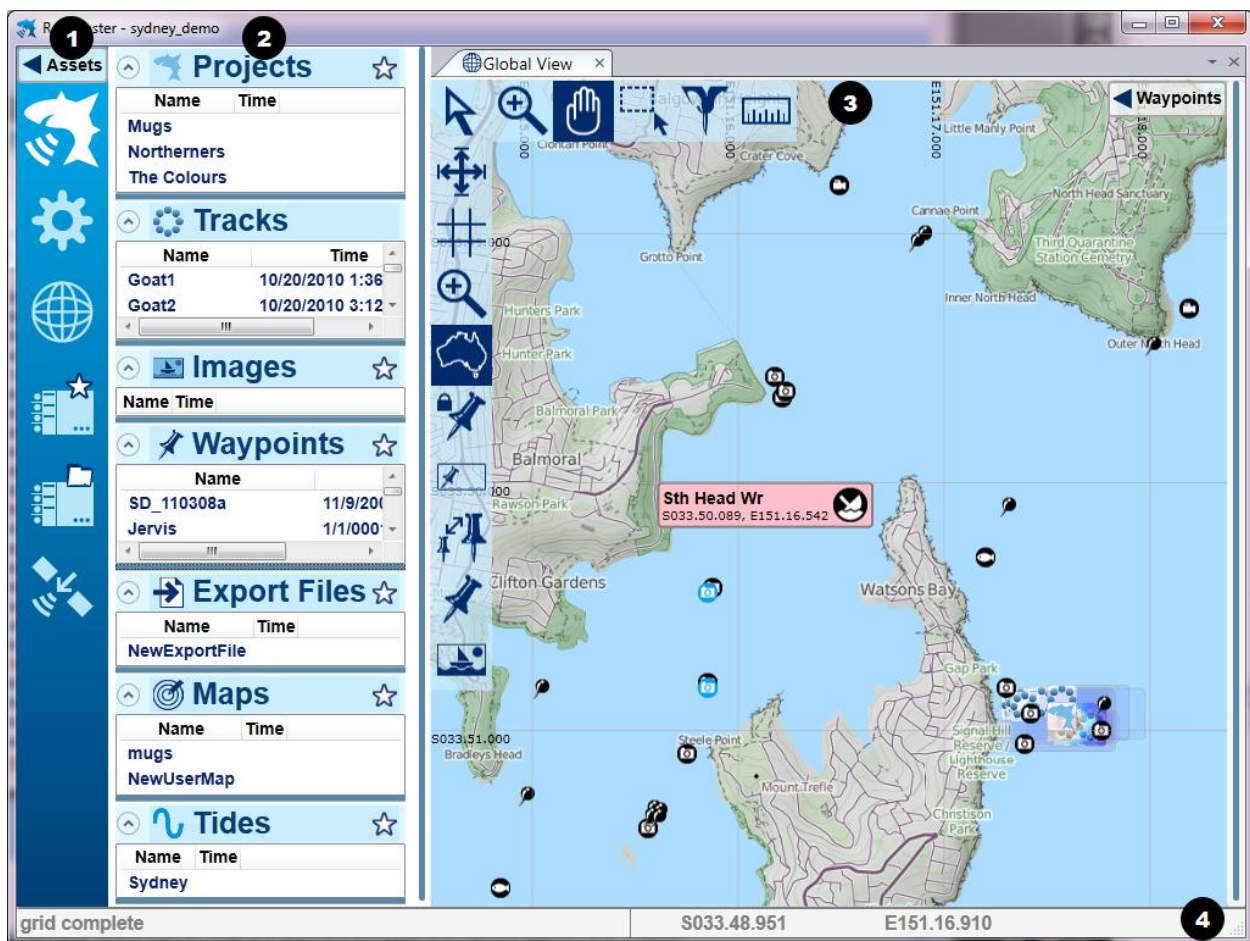 ster - sydney_demo
1
2
Assets
Projects
Name Time
Mugs
Northerners
The Colours
Tracks
Name Time
Goat1 10/20/2010 1:36
Goat2 10/20/2010 3:12
Images
Name Time
Waypoints
Name
SD_110308a 11/9/200
Jervis 1/1/0001
Export Files
Name Time
NewExportFile
Maps
Name Time
mugs
NewUserMap
Tides
Name Time
Sydney
Global View
3
Waypoints
E151.17.000
Little Manly Point
Crater Cove
North Head Sanctuary
Cannae Point
Third Quarantine
Station Cemetry
Grotto Point
Inner North Head
Outer North Head
Hunters Park
Hunter Park
Balmoral Park
Balmoral
Rawson Park
Sth Head Wr
S033.50.089, E151.16.542
Clifton Gardens
Watsons Bay
Gap Park
Signal Hill
Reserve /
Lighthouse
Reserve
S033.51.000
Bradleys Head
Steele Point
Mount Trefle
Christison
Park
grid complete
S033.48.951 E151.16.910
4